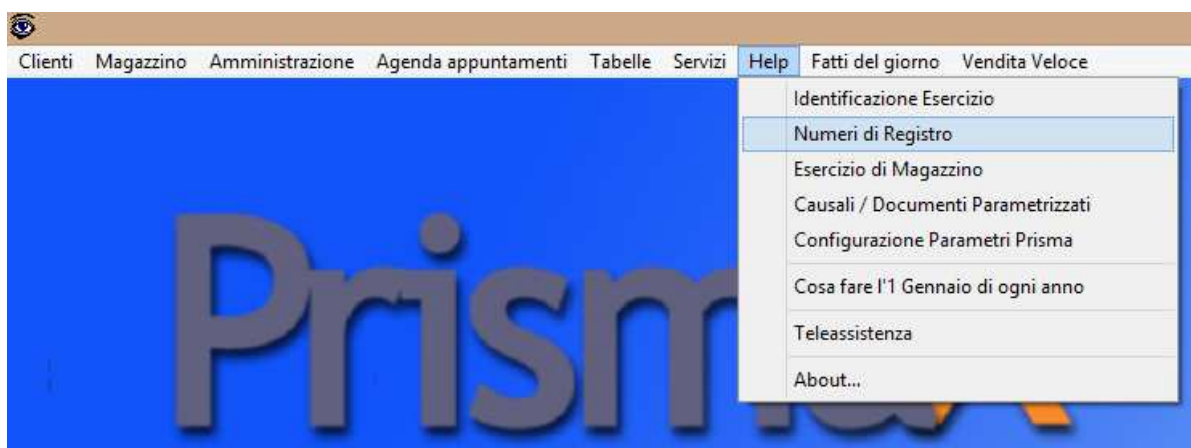 Clienti Magazzino Amministrazione Agenda appuntamenti Tabelle Servizi Help Fatti del giorno Vendita Veloce
Identificazione Esercizio
Numeri di Registro
Esercizio di Magazzino
Causali / Documenti Parametrizzati
Configurazione Parametri Prisma
Cosa fare l'1 Gennaio di ogni anno
Teleassistenza
About...